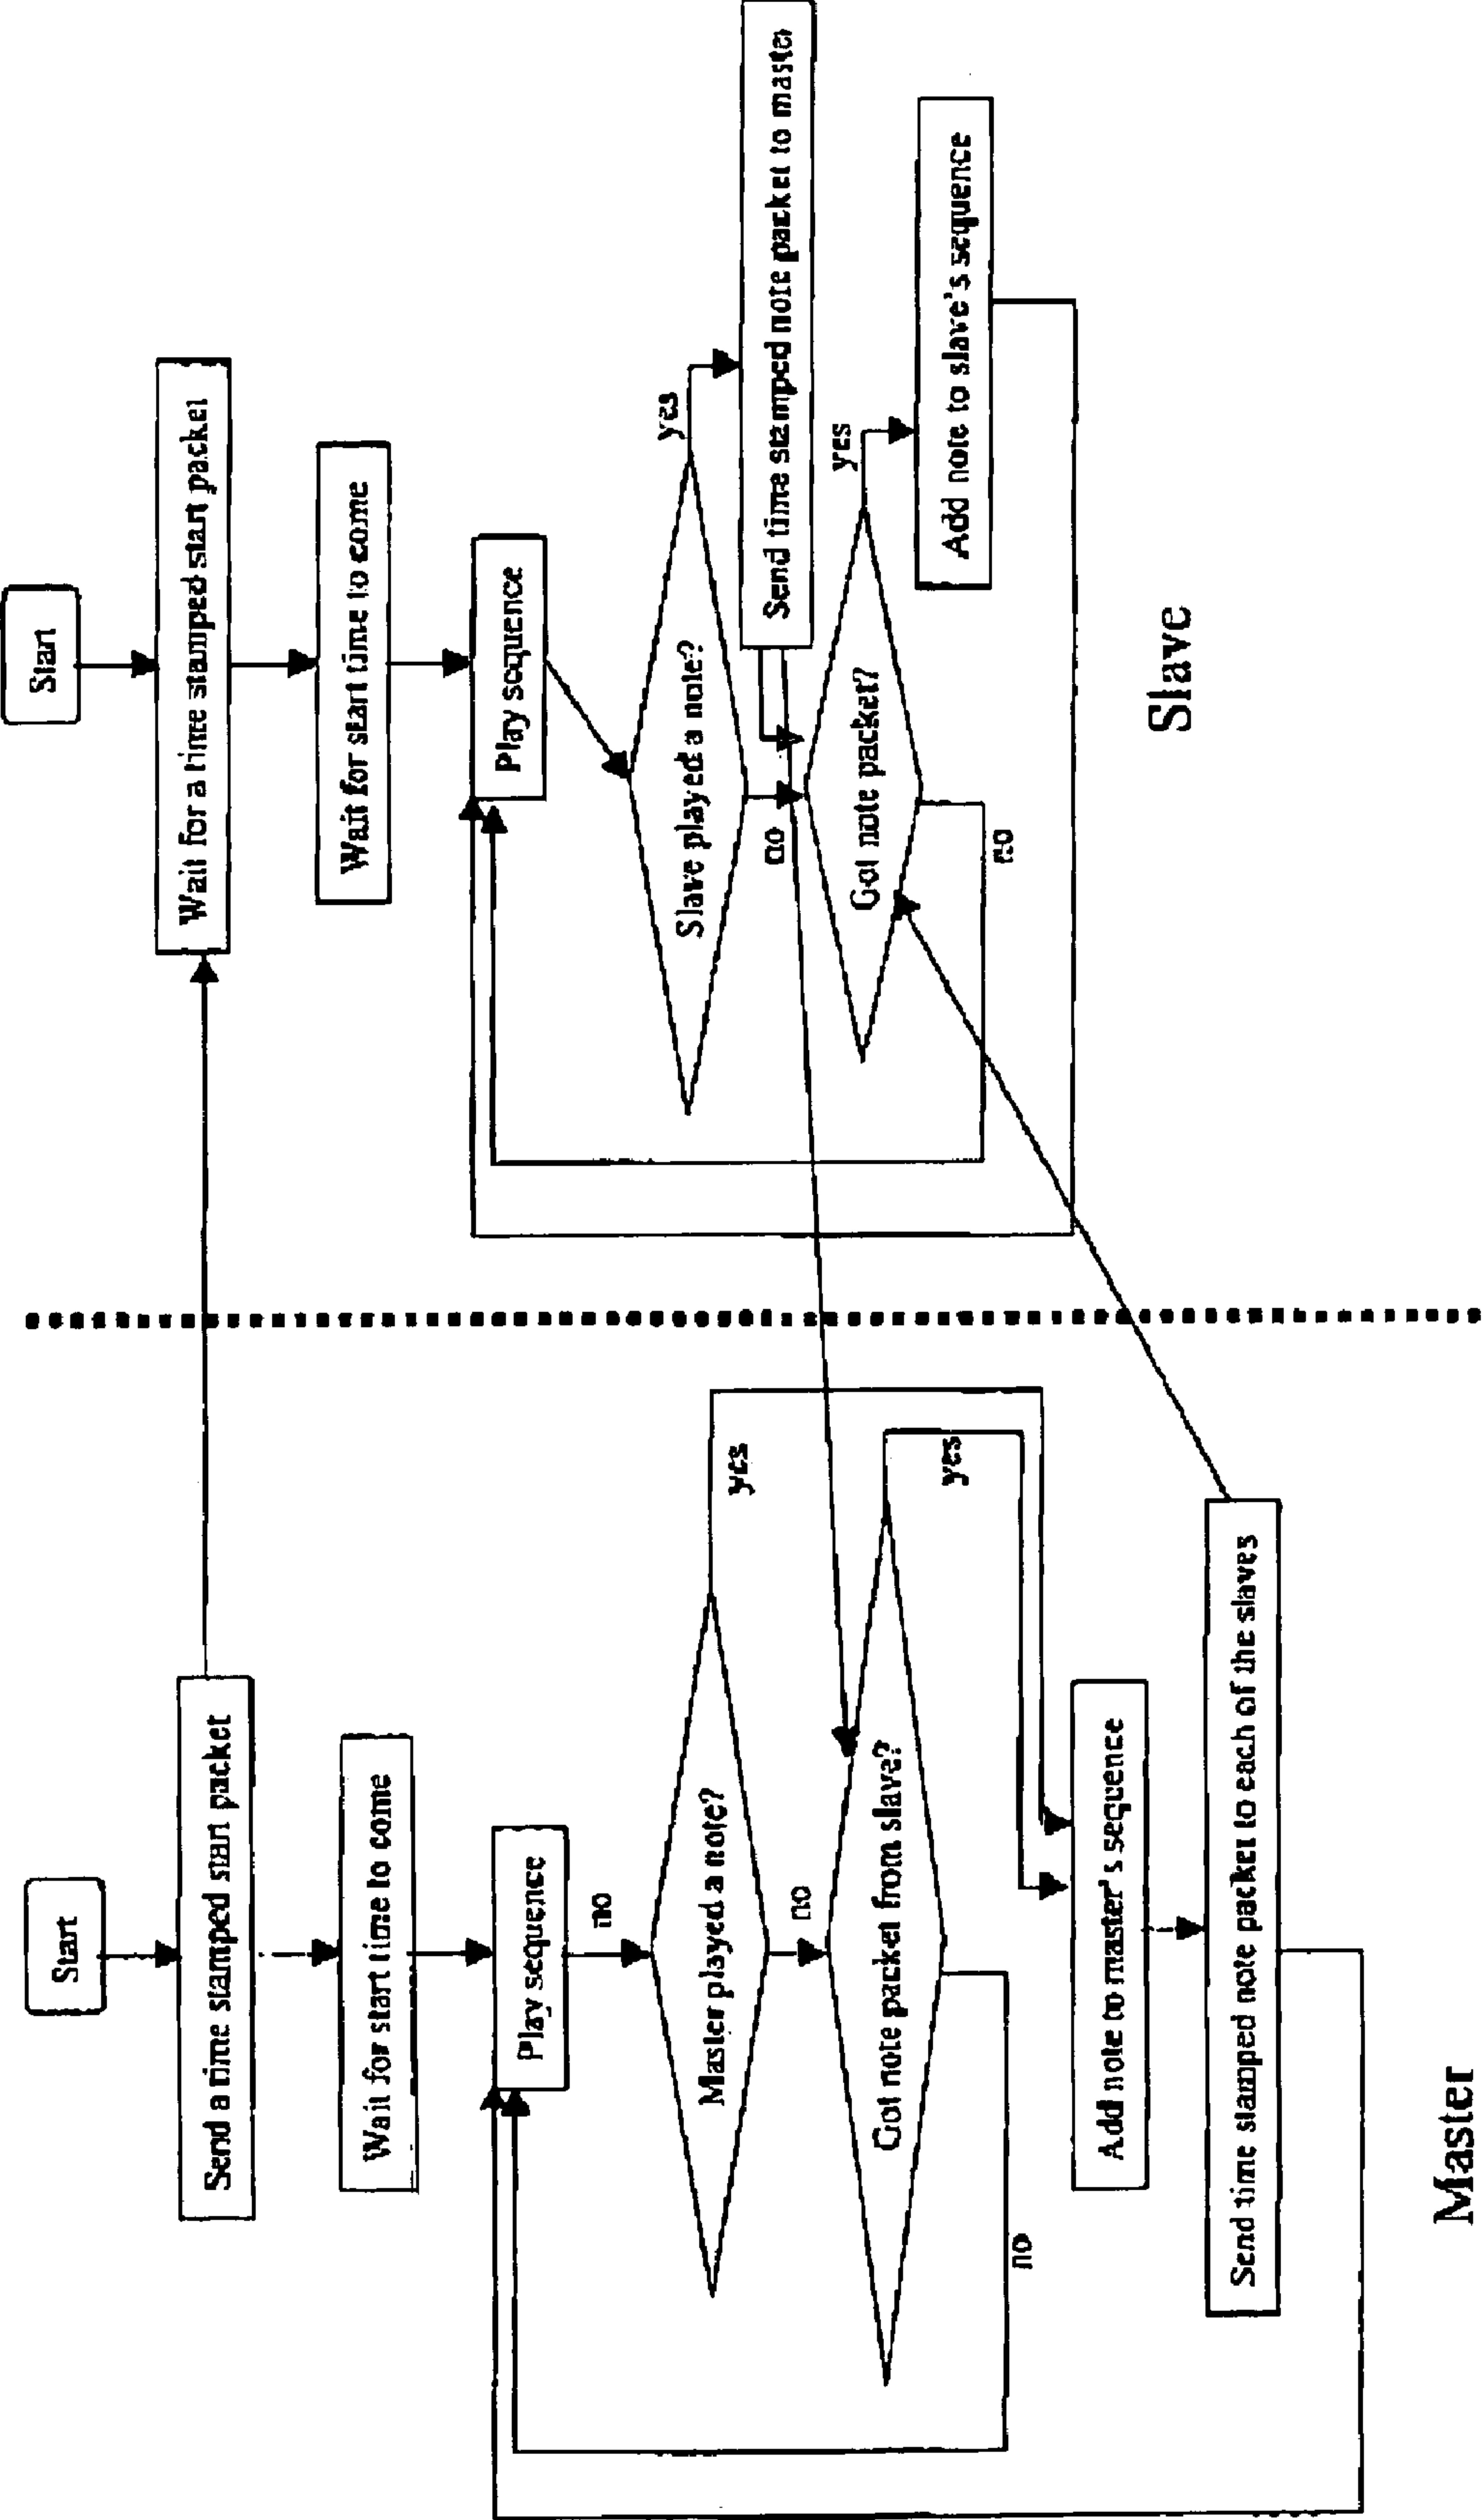 Start
Send a time stamped start packet
Wait for start time to come
Play sequence
no
Master played a note?
yes
no
Got note packet from slave?
yes
no
Add note to master's sequence
Send time stamped note packet to each of the slaves
Master
Start
Wait for a time stamped start packet
Wait for start time to come
Play sequence
Slave played a note?
yes
no
Send time stamped note packet to master
Got note packet?
yes
no
Add note to slave's sequence
Slave